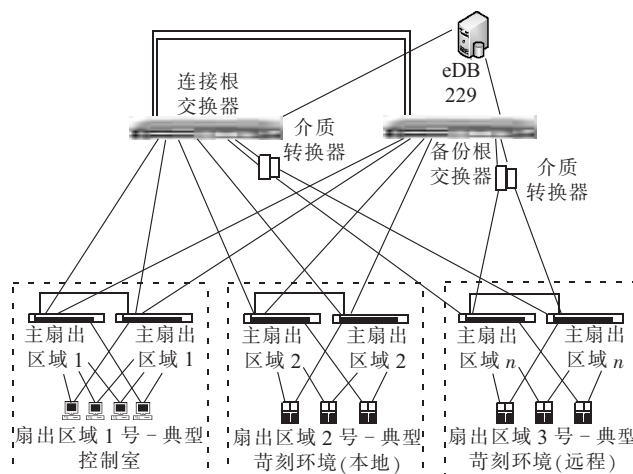 eDB
229
连接根
交换器
介质
转换器
备份根
交换器
介质
转换器
主扇出
区域1
主扇出
区域1
主扇出
区域2
主扇出
区域2
主扇出
区域n
主扇出
区域n
扇出区域1号-典型
控制室
扇出区域2号-典型
苛刻环境(本地)
扇出区域3号-典型
苛刻环境(远程)